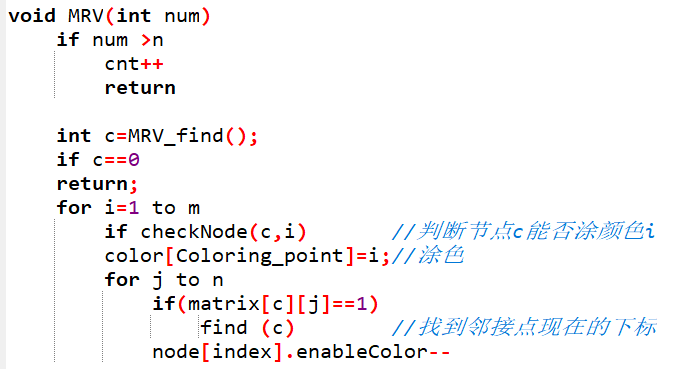 void MRV(int num)
if num >n
cnt++
return
int c=MRV_find();
if c==0
return;
for i=1 to m
if checkNode(c,i) //判断节点c能否涂颜色i
color[Coloring_point]=i;//涂色
for j to n
if(matrix[c][j]==1)
find (c) //找到邻接点现在的下标
node[index].enableColor--